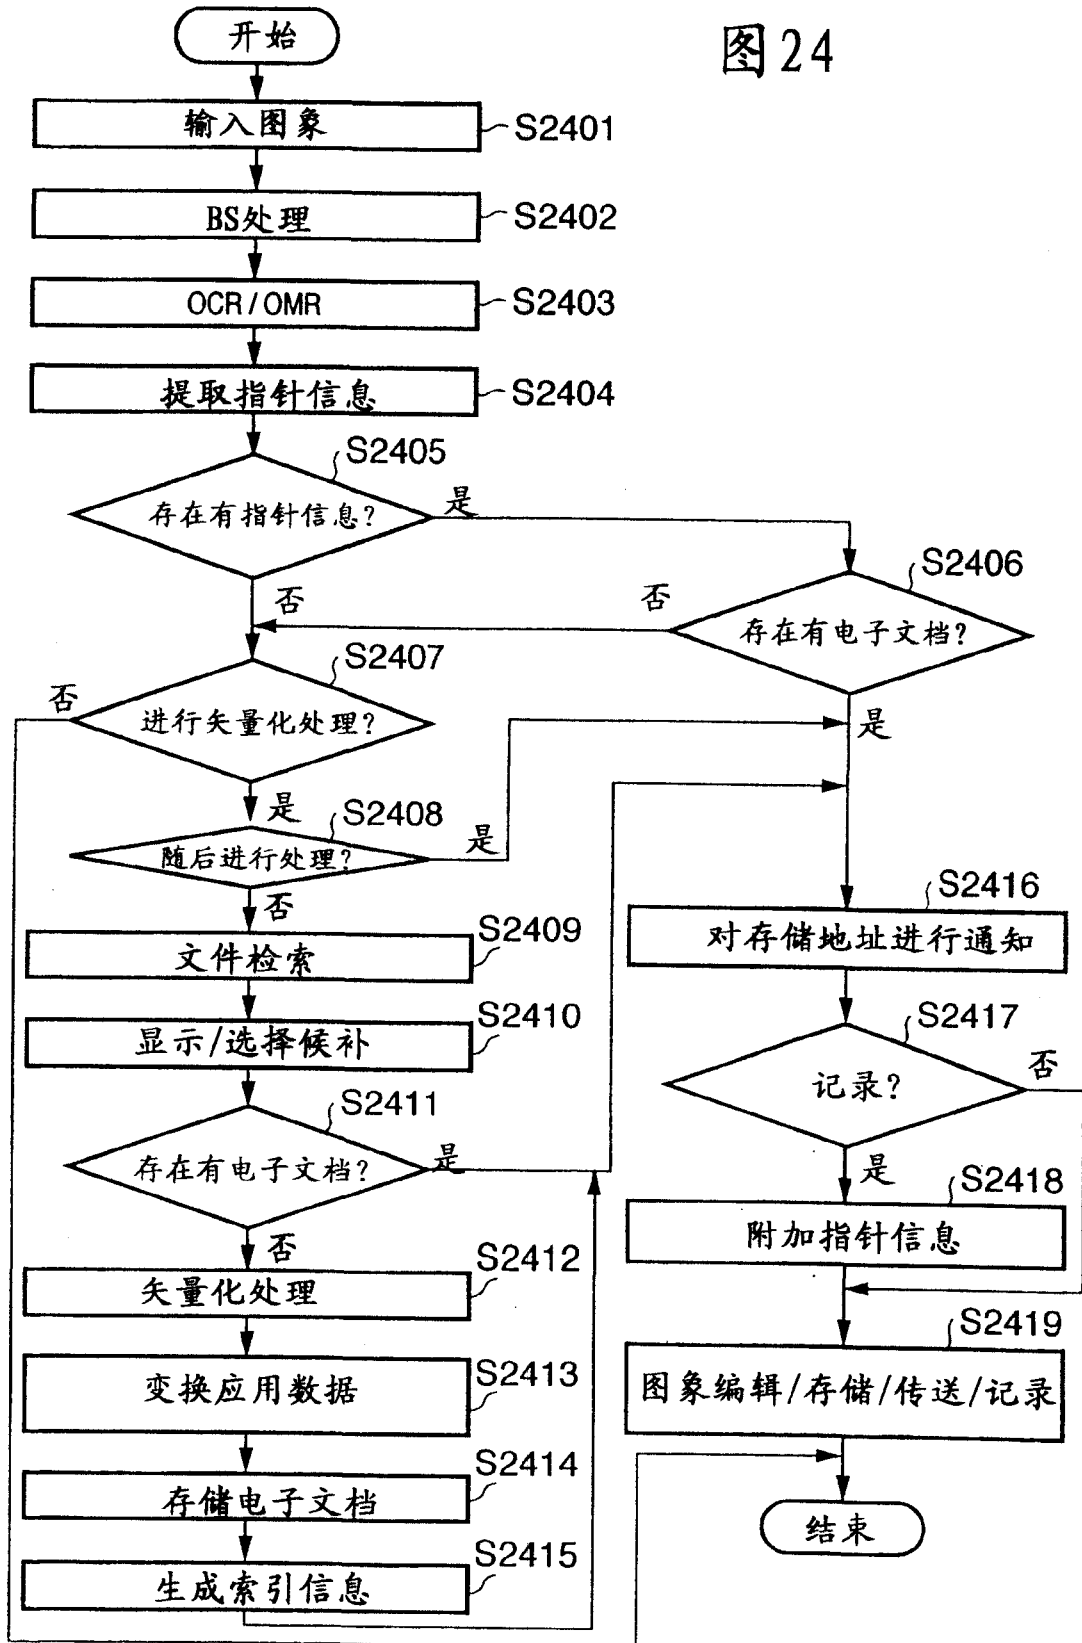 图24
开始
输入图象
S2401
BS处理
S2402
OCR/OMR
S2403
提取指针信息
S2404
S2405
存在有指针信息?
是
否
S2406
存在有电子文档?
否
是
S2407
进行矢量化处理?
否
是
S2408
随后进行处理?
是
否
S2409
文件检索
S2410
显示/选择候补
S2411
存在有电子文档?
是
否
S2412
矢量化处理
S2413
变换应用数据
S2414
存储电子文档
S2415
生成索引信息
S2416
对存储地址进行通知
S2417
记录?
否
是
S2418
附加指针信息
S2419
图象编辑/存储/传送/记录
结束